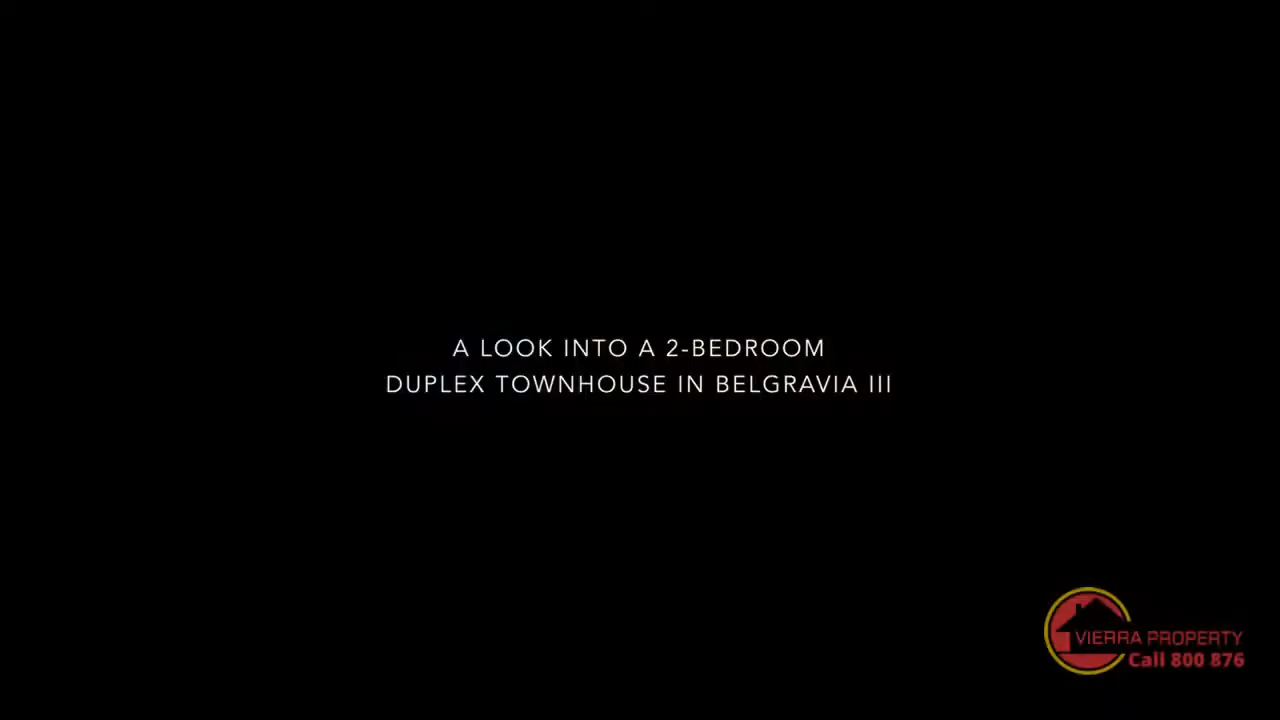 A LOOK INTO A 2-BEDROOM
DUPLEX TOWNHOUSE IN BELGRAVIA III
VIERRA PROPERTY
Call 800 876